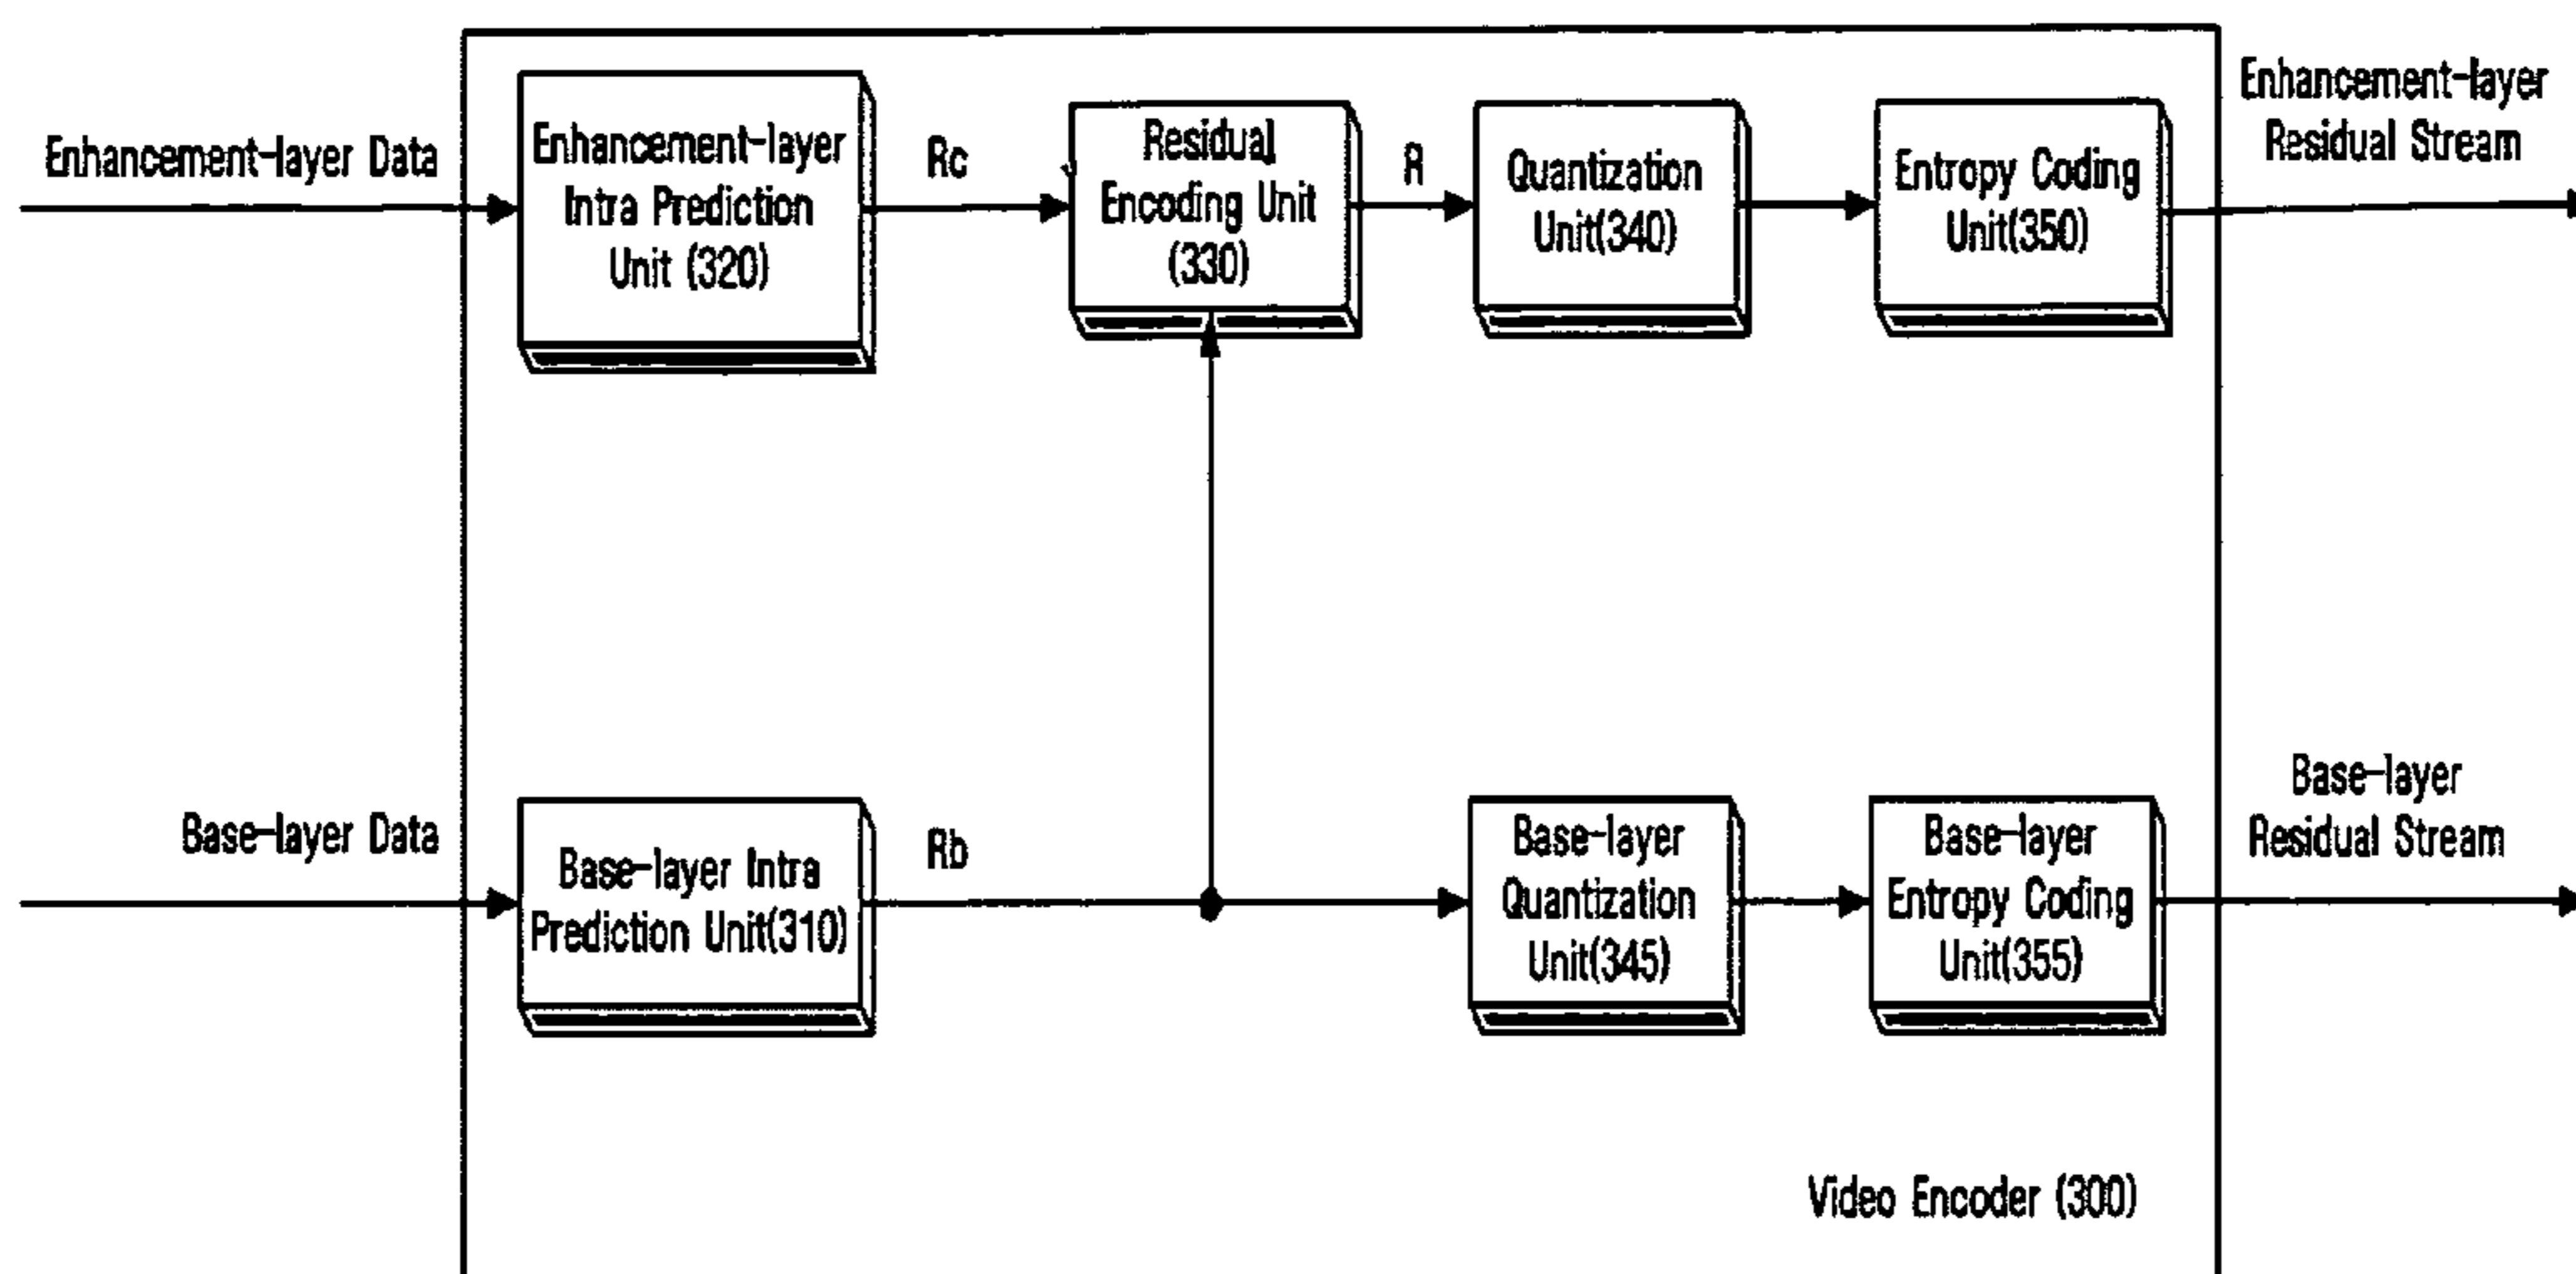 Enhancement-layer Data
Enhancement-layer
Intra Prediction
Unit (320)
Rc
Residual
Encoding Unit
(330)
R
Quantization
Unit(340)
Entropy Coding
Unit(350)
Enhancement-layer
Residual Stream
Base-layer Data
Base-layer Intra
Prediction Unit(310)
Rb
Base-layer
Quantization
Unit(345)
Base-layer
Entropy Coding
Unit(355)
Base-layer
Residual Stream
Video Encoder (300)